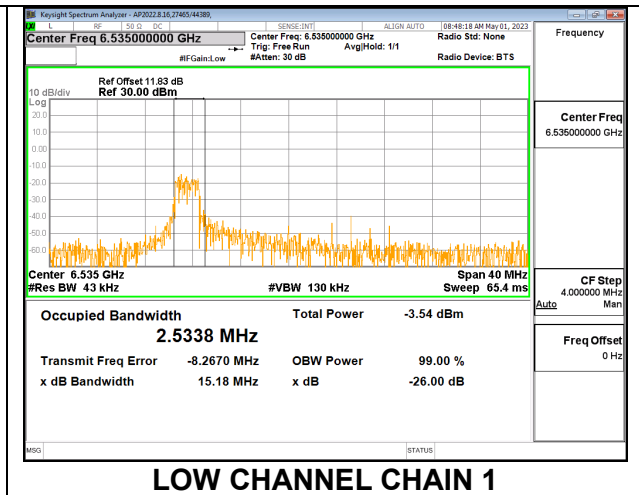 Keysight Spectrum Analyzer - AP2022.8.16,27465/44389,
L RF 50 Ω DC SENSE:INT ALIGN AUTO 08:48:18 AM May 01, 2023
Center Freq 6.535000000 GHz
Center Freq: 6.535000000 GHz
Radio Std: None
Trig: Free Run Avg|Hold: 1/1
#IFGain:Low #Atten: 30 dB Radio Device: BTS
Frequency
Ref Offset 11.83 dB
10 dB/div Ref 30.00 dBm
Log
20.0
10.0
0.00
-10.0
-20.0
-30.0
-40.0
-50.0
-60.0
Center 6.535 GHz Span 40 MHz
#Res BW 43 kHz #VBW 130 kHz Sweep 65.4 ms
Occupied Bandwidth Total Power -3.54 dBm
2.5338 MHz
Transmit Freq Error -8.2670 MHz OBW Power 99.00 %
x dB Bandwidth 15.18 MHz x dB -26.00 dB
Center Freq
6.535000000 GHz
CF Step
4.000000 MHz
Auto Man
Freq Offset
0 Hz
MSG STATUS
LOW CHANNEL CHAIN 1